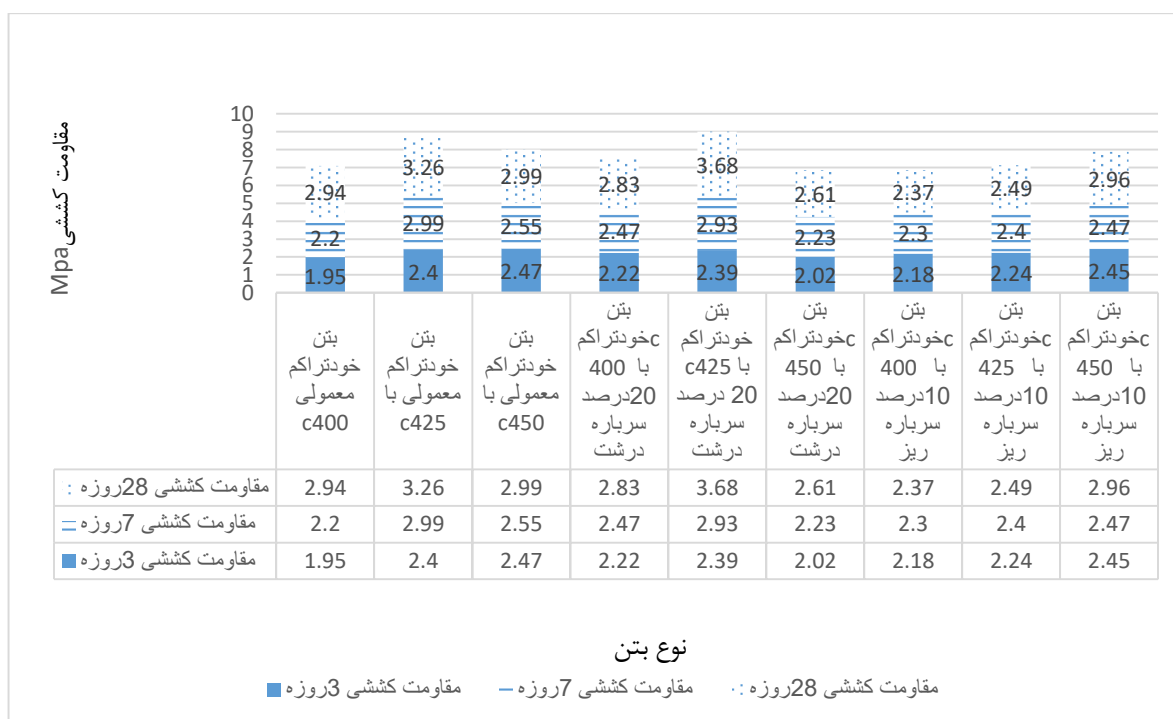 مقاومت کششی Mpa
10
9
8
7
6
5
4
3
2
1
0
2.94 3.26 2.99 2.83 3.68 2.61 2.37 2.49 2.96
2.2 2.99 2.55 2.47 2.93 2.23 2.3 2.4 2.47
1.95 2.4 2.47 2.22 2.39 2.02 2.18 2.24 2.45
بتن
خودتراکم
معمولی
c400
بتن
خودتراکم
معمولی با
c425
بتن
خودتراکم
معمولی با
c450
بتن
خودتراکمc
با 400
20درصد
سرباره
درشت
بتن
خودتراکم
با c425
20 درصد
سرباره
درشت
بتن
خودتراکمc
با 450
20درصد
سرباره
درشت
بتن
خودتراکمc
با 400
10درصد
سرباره
ریز
بتن
خودتراکمc
با 425
10درصد
سرباره
ریز
بتن
خودتراکمc
با 450
10درصد
سرباره
ریز
مقاومت کششی 28روزه 2.94 3.26 2.99 2.83 3.68 2.61 2.37 2.49 2.96
مقاومت کششی 7روزه 2.2 2.99 2.55 2.47 2.93 2.23 2.3 2.4 2.47
مقاومت کششی 3روزه 1.95 2.4 2.47 2.22 2.39 2.02 2.18 2.24 2.45
نوع بتن
مقاومت کششی 3روزه مقاومت کششی 7روزه مقاومت کششی 28روزه